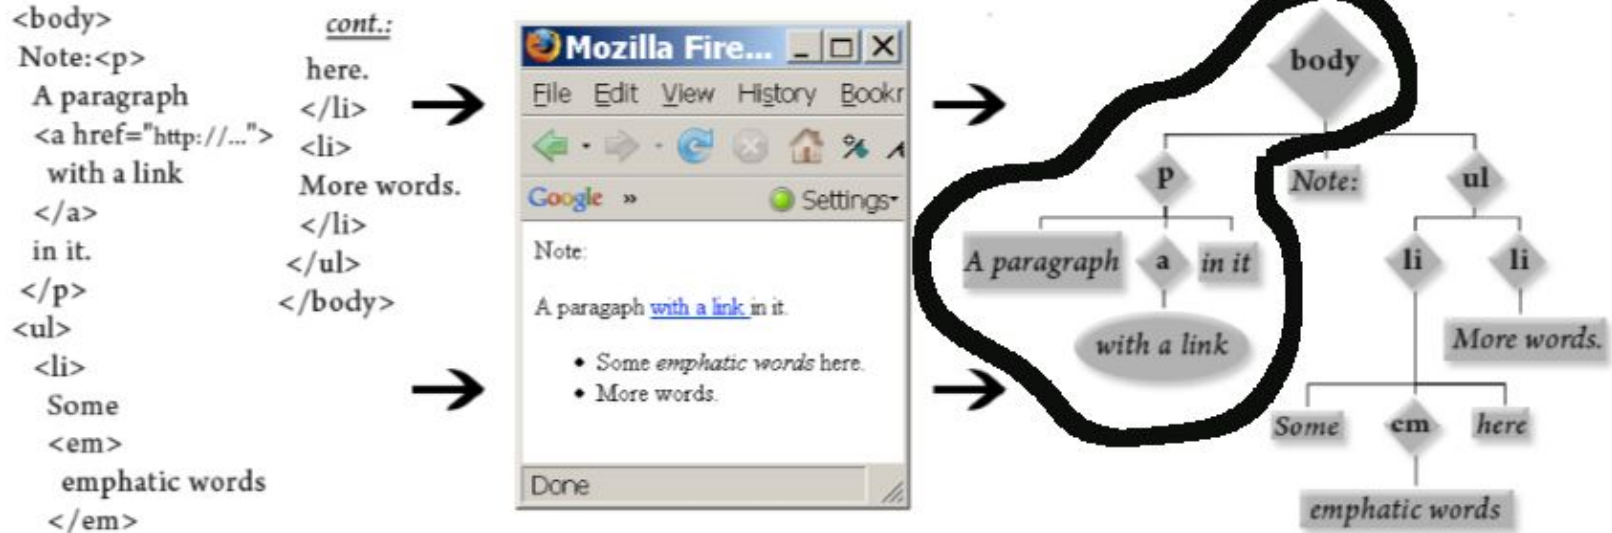 <body>
Note:<p>
A paragraph
<a href="http://...">
with a link
</a>
in it.
</p>
<ul>
<li>
Some
<em>
emphatic words
</em>
cont.:
here.
</li>
<li>
More words.
</li>
</ul>
</body>
Mozilla Fire...
File Edit View History Bookr
Google » Settings
Note:
A paragaph with a link in it.
• Some emphatic words here.
• More words.
Done
body
p Note: ul
A paragraph a in it li li
with a link More words.
Some em here
emphatic words